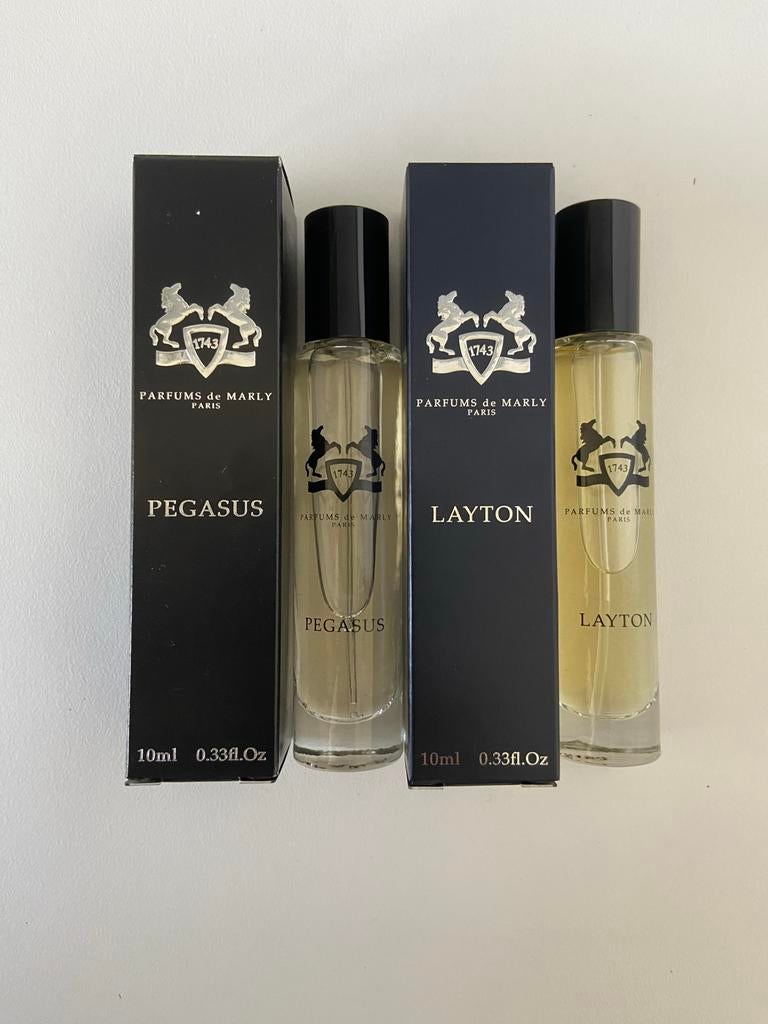 1743
PARFUMS de MARLY
PARIS
PEGASUS
10ml 0.33fl.Oz
1743
PARFUMS de MARLY
PARIS
PEGASUS
1743
PARFUMS de MARLY
PARIS
LAYTON
10ml 0.33fl.Oz
1743
PARFUMS de MARLY
PARIS
LAYTON